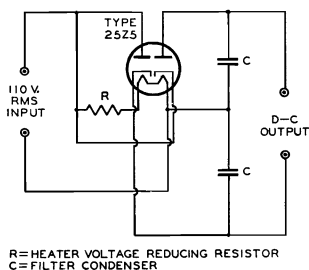 TYPE
25Z5
C
R
110 V.
RMS
INPUT
D-C
OUTPUT
C
R=HEATER VOLTAGE REDUCING RESISTOR
C=FILTER CONDENSER